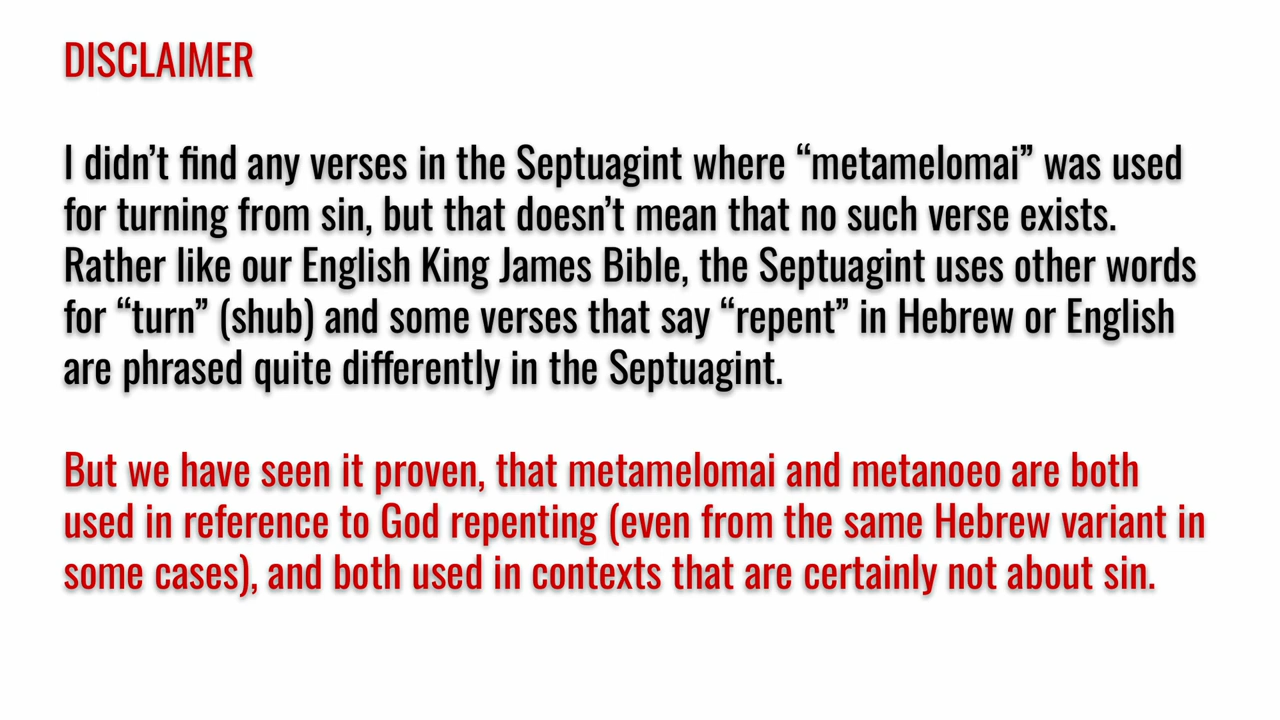 DISCLAIMER
I didn’t find any verses in the Septuagint where “metamelomai” was used
for turning from sin, but that doesn’t mean that no such verse exists.
Rather like our English King James Bible, the Septuagint uses other words
for “turn” (shub) and some verses that say “repent” in Hebrew or English
are phrased quite differently in the Septuagint.
But we have seen it proven, that metamelomai and metanoeo are both
used in reference to God repenting (even from the same Hebrew variant in
some cases), and both used in contexts that are certainly not about sin.